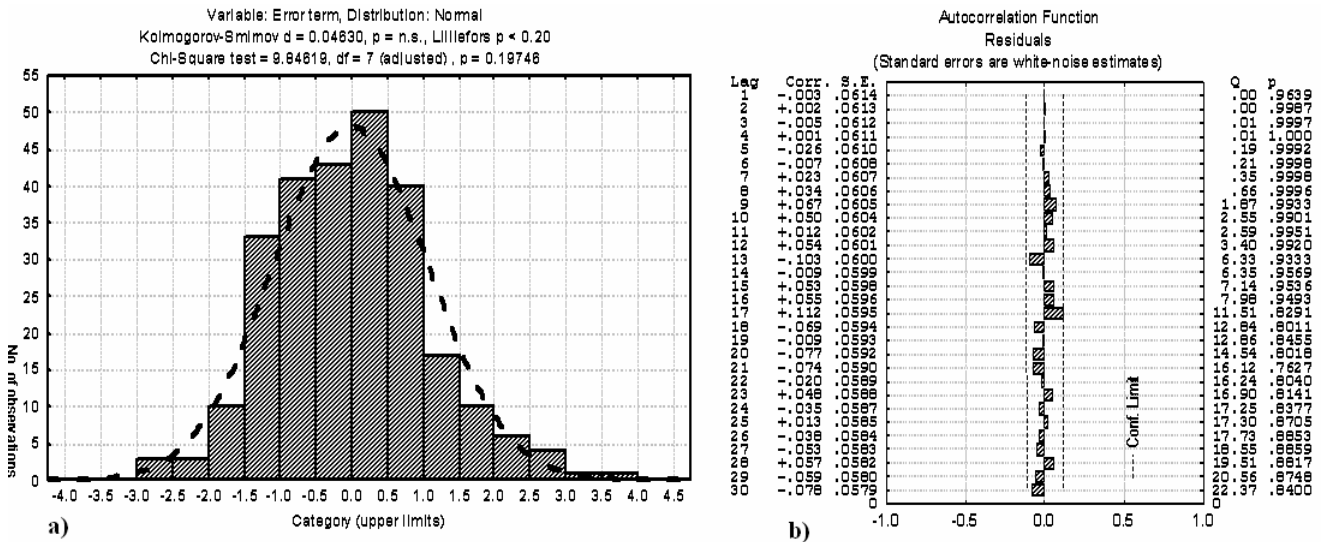 Variable: Error term, Distribution: Normal
Kolmogorov-Smirnov d = 0.04630, p = n.s., Lilliefors p < 0.20
Chi-Square test = 9.84619, df = 7 (adjusted) , p = 0.19746
55
50
45
40
35
30
25
20
15
10
5
0
No of observations
-4.0 -3.5 -3.0 -2.5 -2.0 -1.5 -1.0 -0.5 0.0 0.5 1.0 1.5 2.0 2.5 3.0 3.5 4.0 4.5
Category (upper limits)
a)
Autocorrelation Function
Residuals
(Standard errors are white-noise estimates)
Lag Corr. S.E. Q p
1 -.003 .0614 .00 .9639
2 +.002 .0613 .00 .9987
3 -.005 .0612 .01 .9997
4 +.001 .0611 .01 1.000
5 -.026 .0610 .19 .9992
6 -.007 .0608 .21 .9998
7 +.023 .0607 .35 .9998
8 +.034 .0606 .66 .9996
9 +.067 .0605 1.87 .9933
10 +.050 .0604 2.55 .9901
11 +.012 .0602 2.59 .9951
12 +.054 .0601 3.40 .9920
13 -.103 .0600 6.33 .9333
14 -.009 .0599 6.35 .9569
15 +.053 .0598 7.14 .9536
16 +.055 .0596 7.98 .9493
17 +.112 .0595 11.51 .8291
18 -.069 .0594 12.84 .8011
19 -.009 .0593 12.86 .8455
20 -.077 .0592 14.54 .8018
21 -.074 .0590 16.12 .7627
22 -.020 .0589 16.24 .8040
23 +.048 .0588 16.90 .8141
24 -.035 .0587 17.25 .8377
25 +.013 .0585 17.30 .8705
26 -.038 .0584 17.73 .8853
27 -.053 .0583 18.55 .8859
28 +.057 .0582 19.51 .8817
29 -.059 .0580 20.56 .8748
30 -.078 .0579 22.37 .8400
0 0
Conf. Limit
-1.0 -0.5 0.0 0.5 1.0
b)